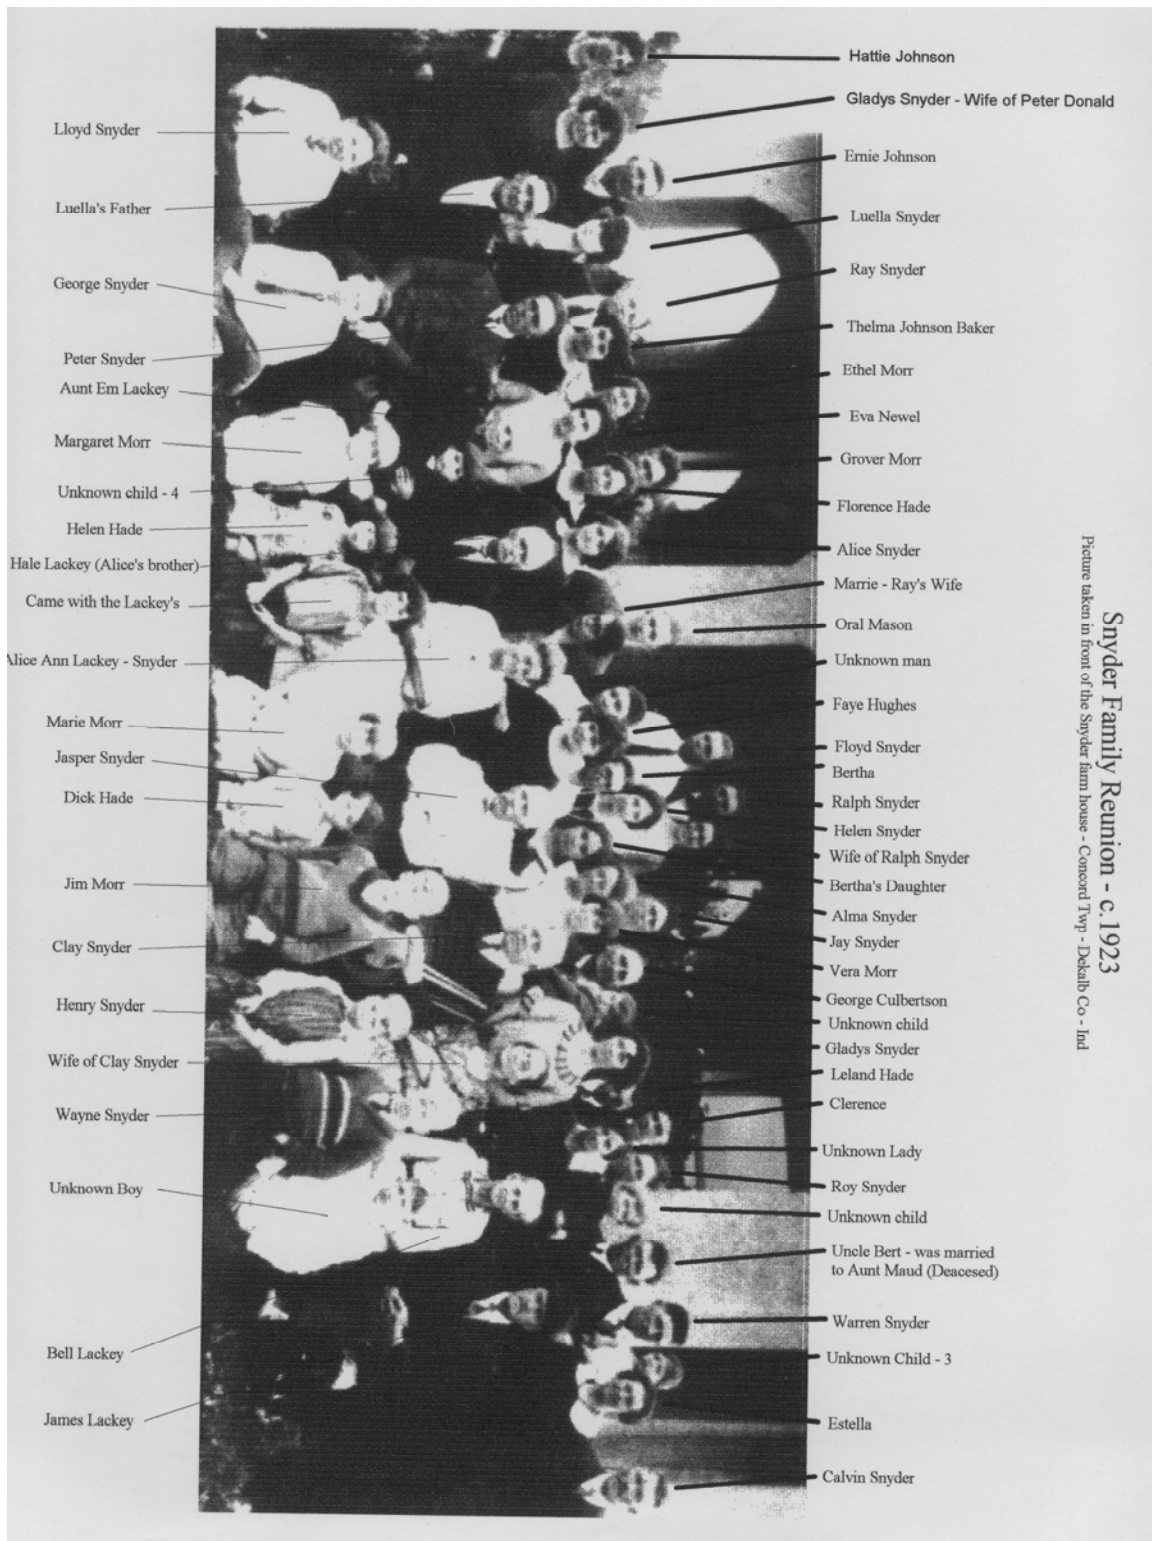 Snyder Family Reunion - c.1923
Picture taken in front of the Snyder farm house - Concord Twp - Dekalb Co - Ind
Hattie Johnson
Gladys Snyder - Wife of Peter Donald
Ernie Johnson
Luella Snyder
Ray Snyder
Thelma Johnson Baker
Ethel Morr
Eva Newel
Grover Morr
Florence Hade
Alice Snyder
Marrie - Ray's Wife
Oral Mason
Unknown man
Faye Hughes
Floyd Snyder
Bertha
Ralph Snyder
Helen Snyder
Wife of Ralph Snyder
Bertha's Daughter
Alma Snyder
Jay Snyder
Vera Morr
George Culbertson
Unknown child
Gladys Snyder
Leland Hade
Clerence
Unknown Lady
Roy Snyder
Unknown child
Uncle Bert - was married
to Aunt Maud (Deacesed)
Warren Snyder
Unknown Child - 3
Estella
Calvin Snyder
Lloyd Snyder
Luella's Father
George Snyder
Peter Snyder
Aunt Em Lackey
Margaret Morr
Unknown child - 4
Helen Hade
Hale Lackey (Alice's brother)
Came with the Lackey's
Alice Ann Lackey - Snyder
Marie Morr
Jasper Snyder
Dick Hade
Jim Morr
Clay Snyder
Henry Snyder
Wife of Clay Snyder
Wayne Snyder
Unknown Boy
Bell Lackey
James Lackey